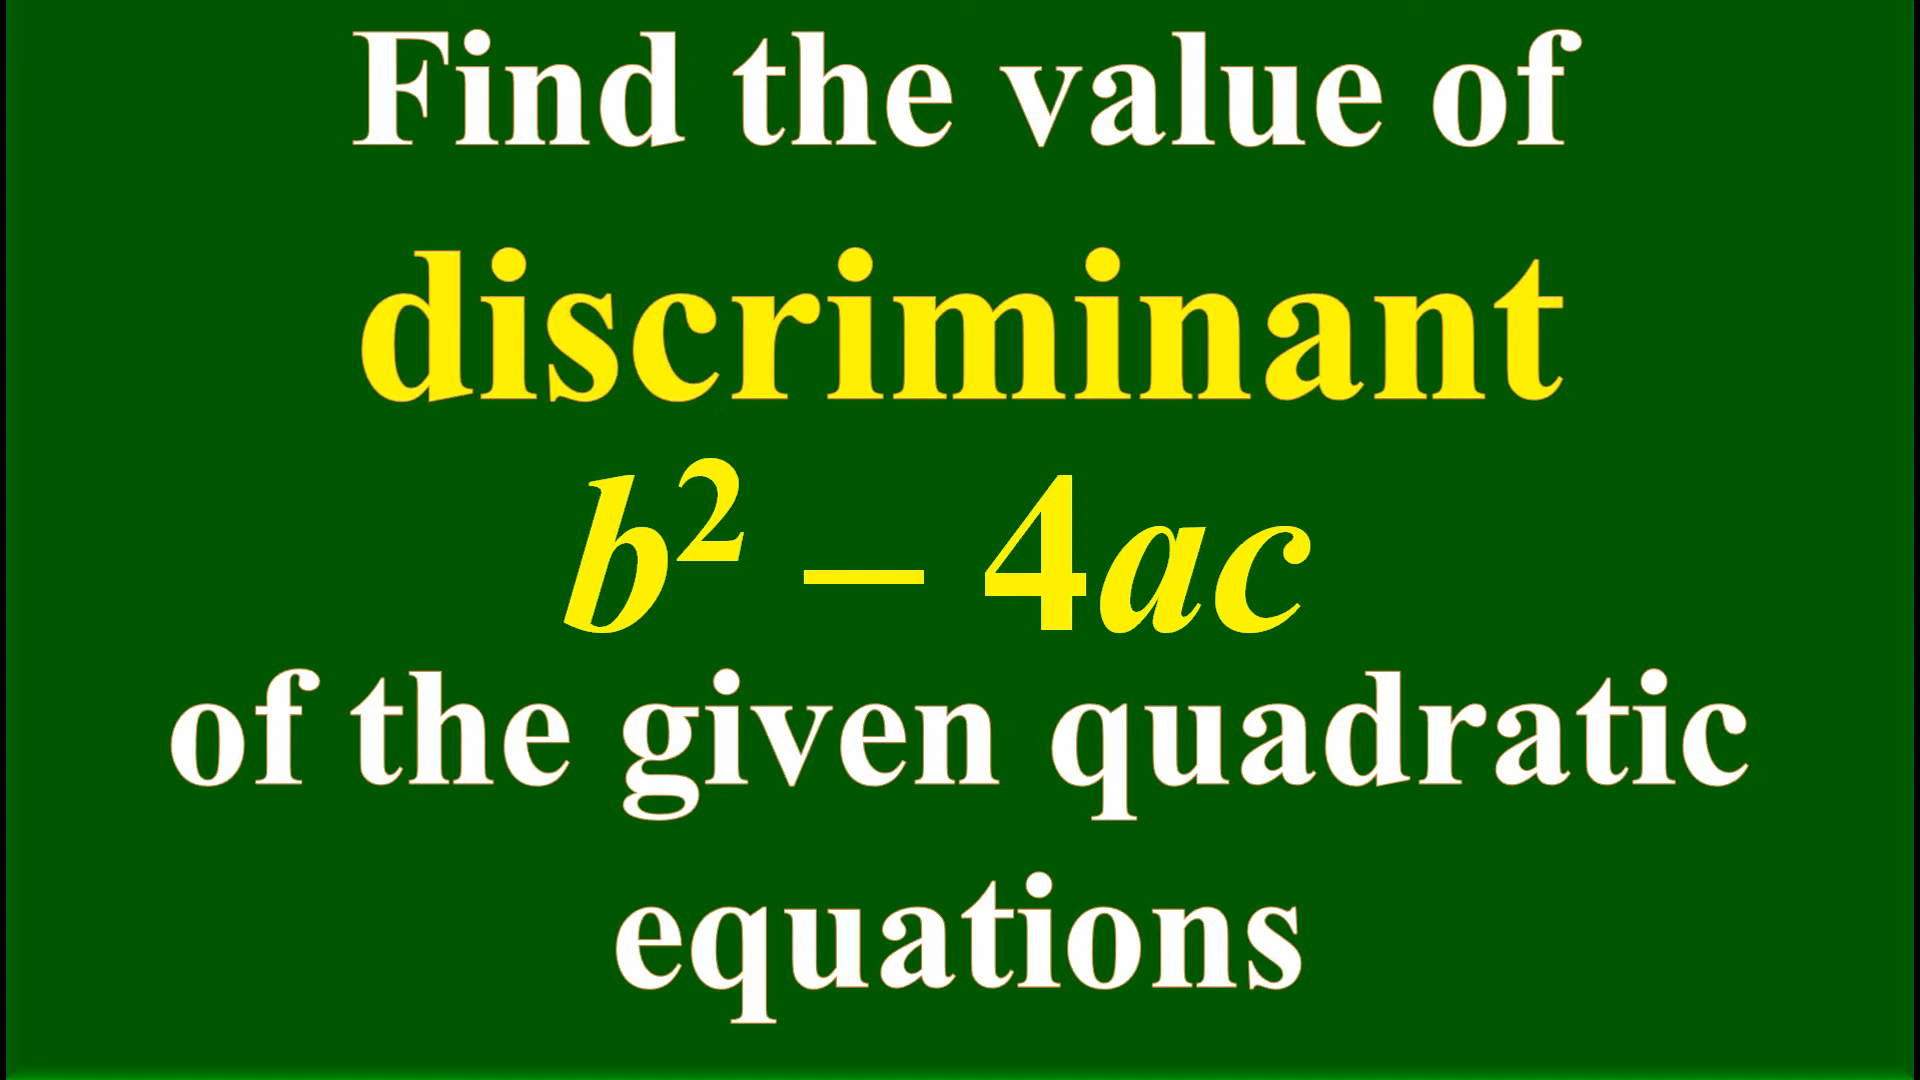 Find the value of
discriminant
b² – 4ac
of the given quadratic
equations